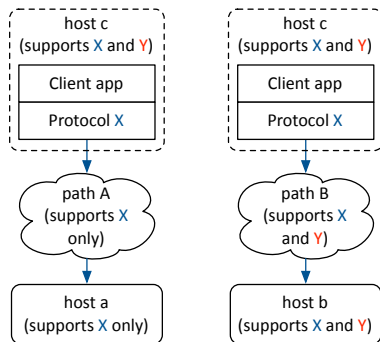 host c
(supports X and Y)
Client app
Protocol X
path A
(supports X
only)
host a
(supports X only)
host c
(supports X and Y)
Client app
Protocol X
path B
(supports X
and Y)
host b
(supports X and Y)